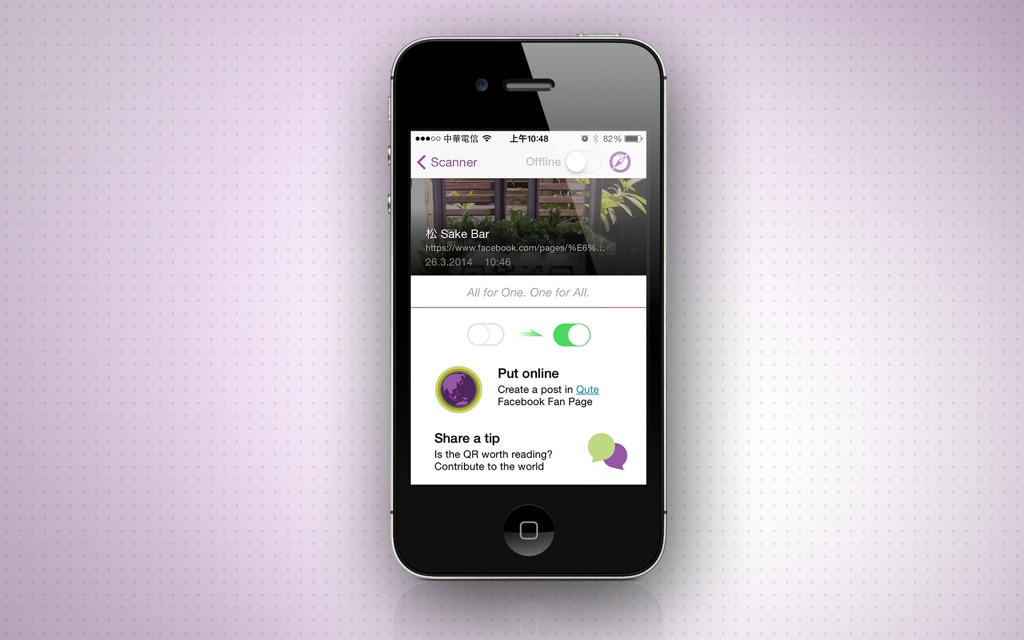 中華電信
上午10:48
82%
Scanner
Offline
松 Sake Bar
https://www.facebook.com/pages/%E6%...
26.3.2014 10:46
All for One. One for All.
Put online
Create a post in Qute
Facebook Fan Page
Share a tip
Is the QR worth reading?
Contribute to the world